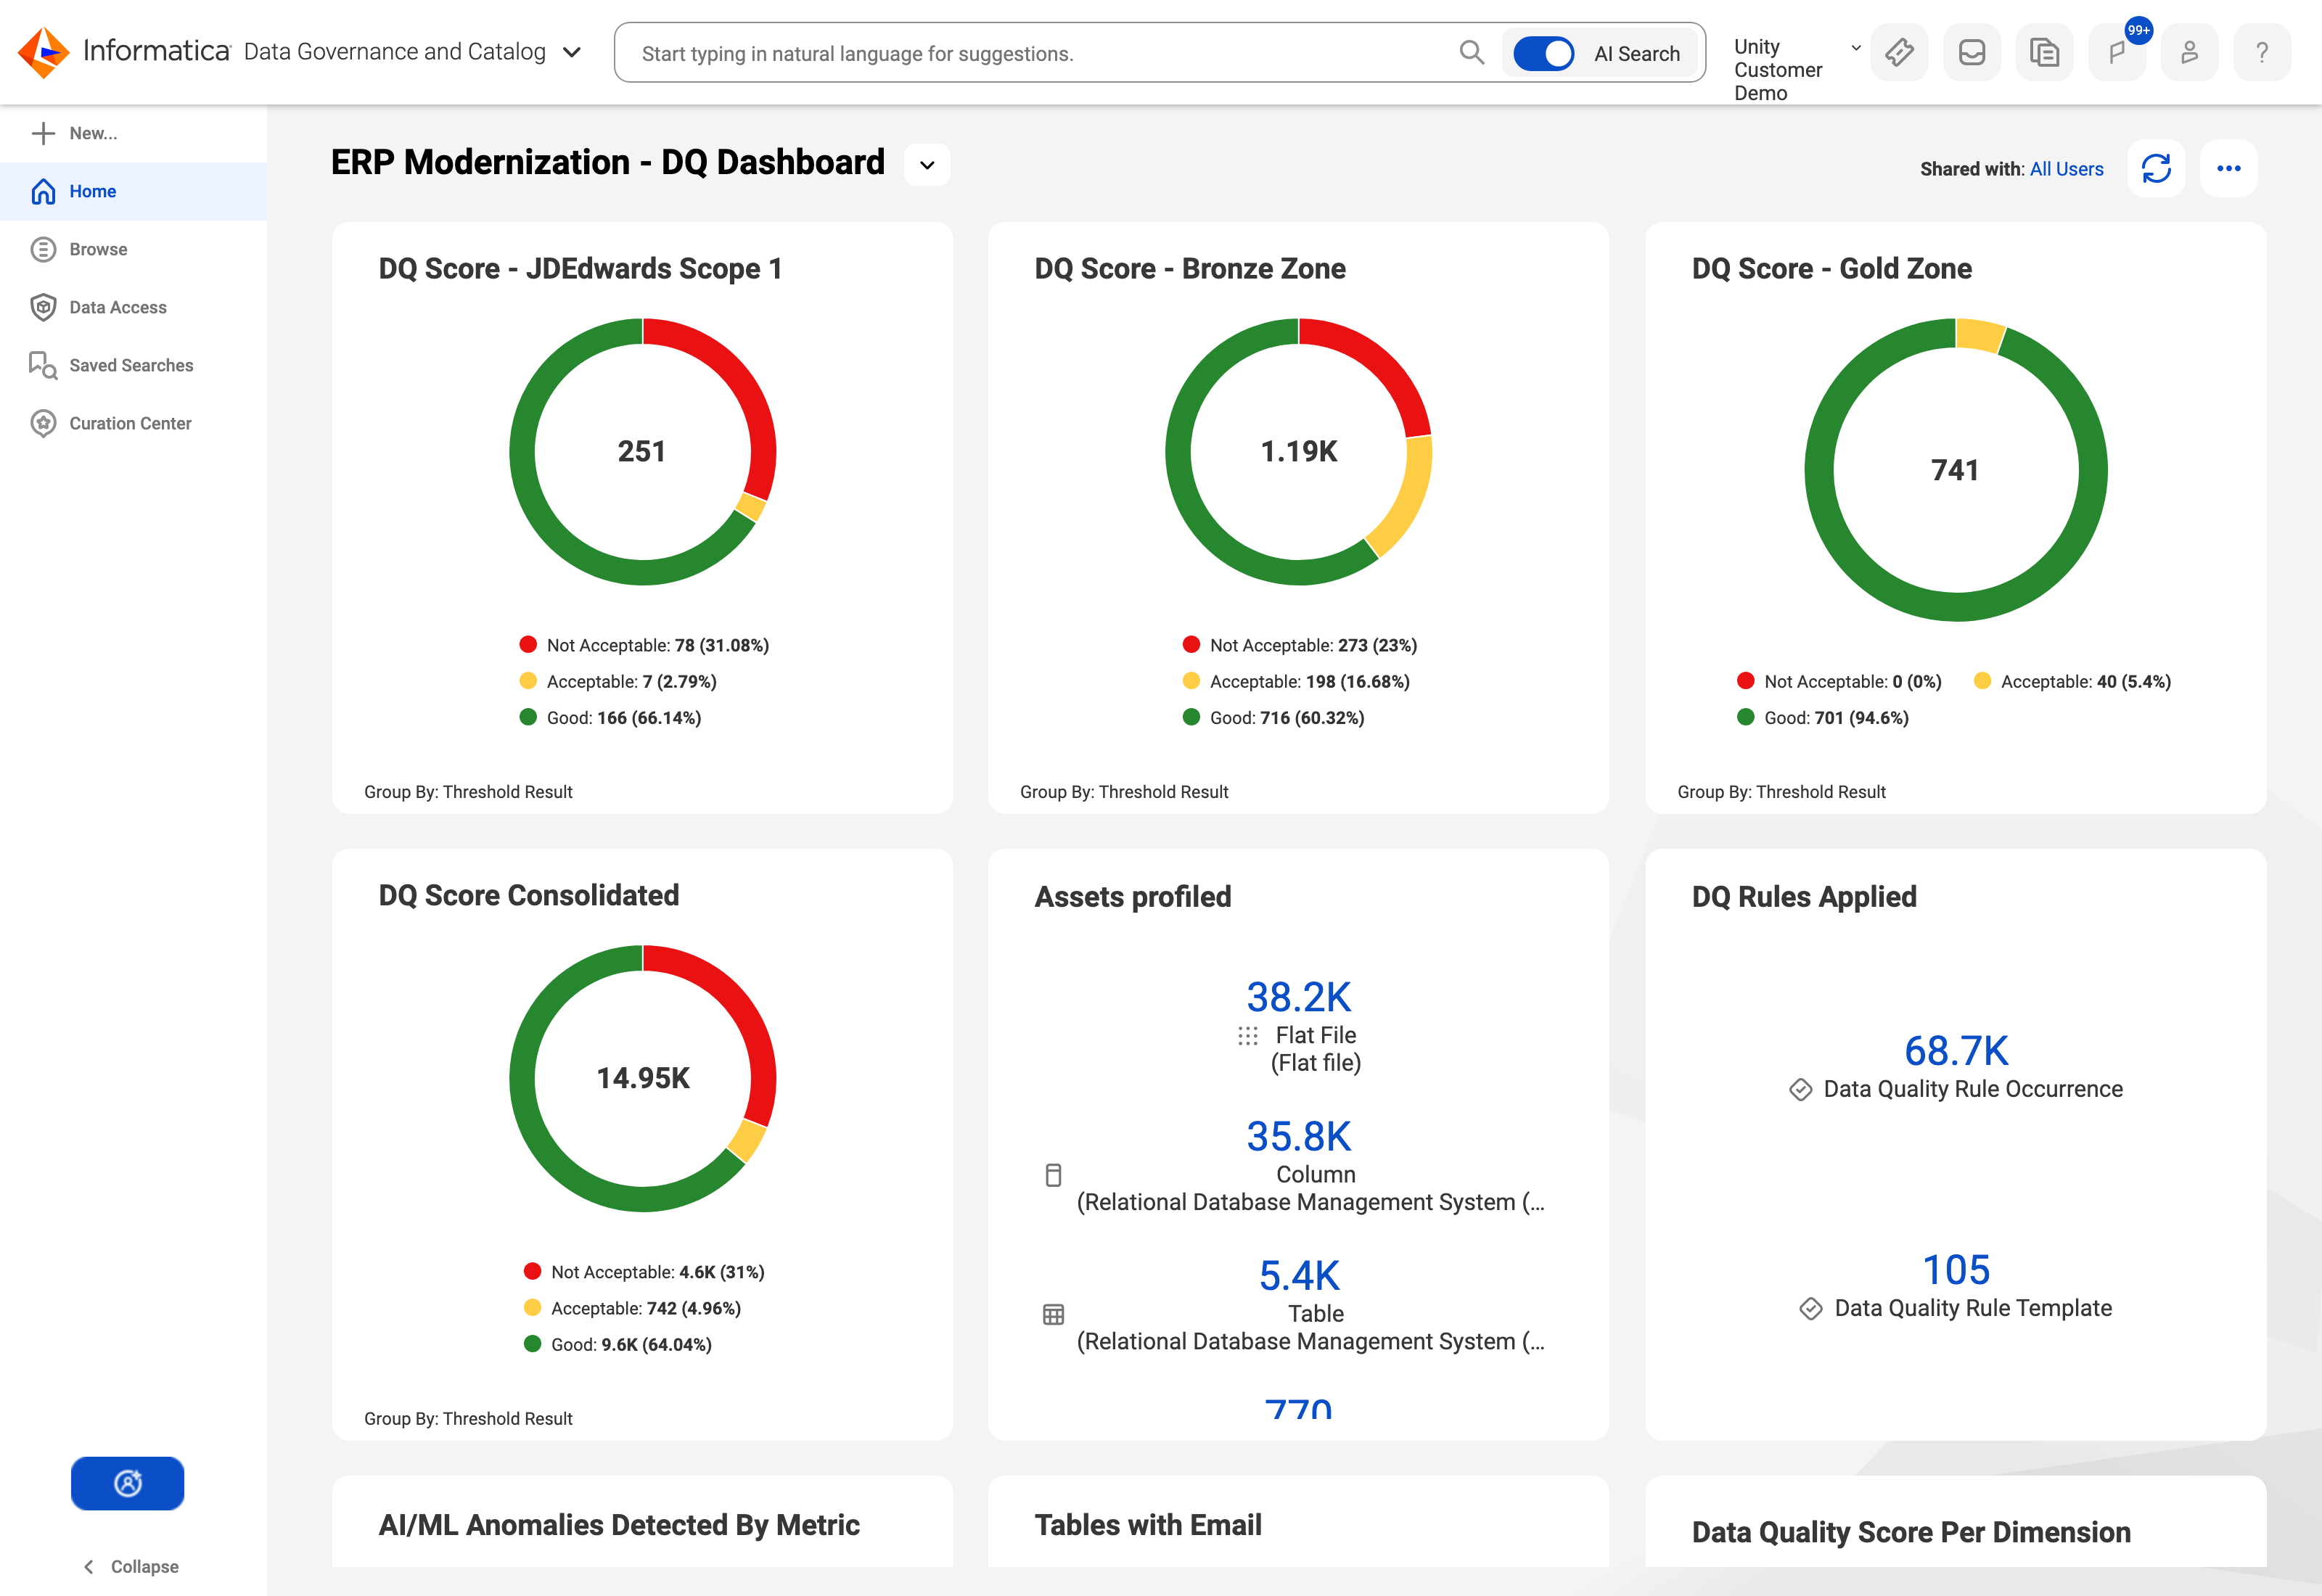 Informatica Data Governance and Catalog
Start typing in natural language for suggestions.
AI Search
Unity
Customer
Demo
99+
?
New...
Home
Browse
Data Access
Saved Searches
Curation Center
Collapse
ERP Modernization - DQ Dashboard
Shared with: All Users
DQ Score - JDEdwards Scope 1
251
Not Acceptable: 78 (31.08%)
Acceptable: 7 (2.79%)
Good: 166 (66.14%)
Group By: Threshold Result
DQ Score - Bronze Zone
1.19K
Not Acceptable: 273 (23%)
Acceptable: 198 (16.68%)
Good: 716 (60.32%)
Group By: Threshold Result
DQ Score - Gold Zone
741
Not Acceptable: 0 (0%) Acceptable: 40 (5.4%)
Good: 701 (94.6%)
Group By: Threshold Result
DQ Score Consolidated
14.95K
Not Acceptable: 4.6K (31%)
Acceptable: 742 (4.96%)
Good: 9.6K (64.04%)
Group By: Threshold Result
Assets profiled
38.2K
Flat File
(Flat file)
35.8K
Column
(Relational Database Management System (...
5.4K
Table
(Relational Database Management System (...
770
DQ Rules Applied
68.7K
Data Quality Rule Occurrence
105
Data Quality Rule Template
AI/ML Anomalies Detected By Metric
Tables with Email
Data Quality Score Per Dimension